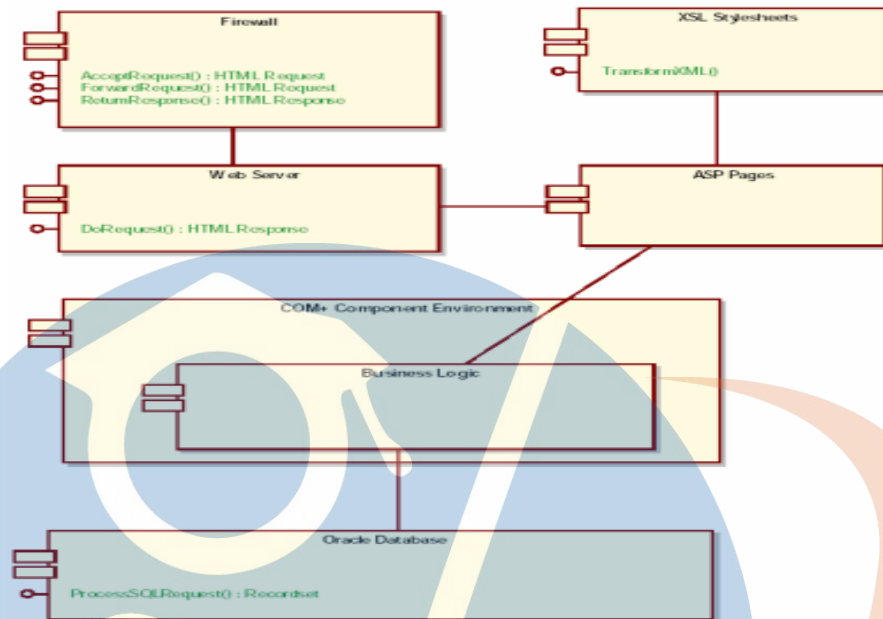 Firewall
AcceptRequest() : HTML Request
ForwardRequest() : HTML Request
ReturnResponse() : HTML Response
XSL Stylesheets
TransformXML()
Web Server
DoRequest() : HTML Response
ASP Pages
COM+ Component Environment
Business Logic
Oracle Database
ProcessSQLRequest() : Recordset